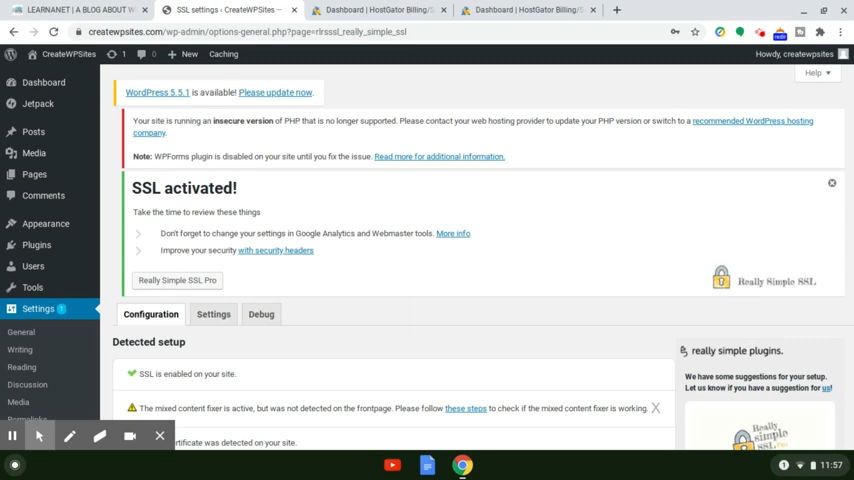 LEARNANET | A BLOG ABOUT W
SSL settings ‹ CreateWPSites —
Dashboard | HostGator Billing/S
Dashboard | HostGator Billing/S
createwpsites.com/wp-admin/options-general.php?page=rlrsssl_really_simple_ssl
redir
CreateWPSites
1
0
New
Caching
Howdy, createwpsites
Dashboard
Jetpack
Posts
Media
Pages
Comments
Appearance
Plugins
Users
Tools
Settings 1
General
Writing
Reading
Discussion
Media
Permalinks
Help
WordPress 5.5.1 is available! Please update now.
Your site is running an insecure version of PHP that is no longer supported. Please contact your web hosting provider to update your PHP version or switch to a recommended WordPress hosting
company.
Note: WPForms plugin is disabled on your site until you fix the issue. Read more for additional information.
SSL activated!
Take the time to review these things
Don't forget to change your settings in Google Analytics and Webmaster tools. More info
Improve your security with security headers
Really Simple SSL Pro
Really Simple SSL
Configuration
Settings
Debug
Detected setup
SSL is enabled on your site.
The mixed content fixer is active, but was not detected on the frontpage. Please follow these steps to check if the mixed content fixer is working.
ertificate was detected on your site.
really simple plugins.
We have some suggestions for your setup.
Let us know if you have a suggestion for us!
Really
simple
1
11:57